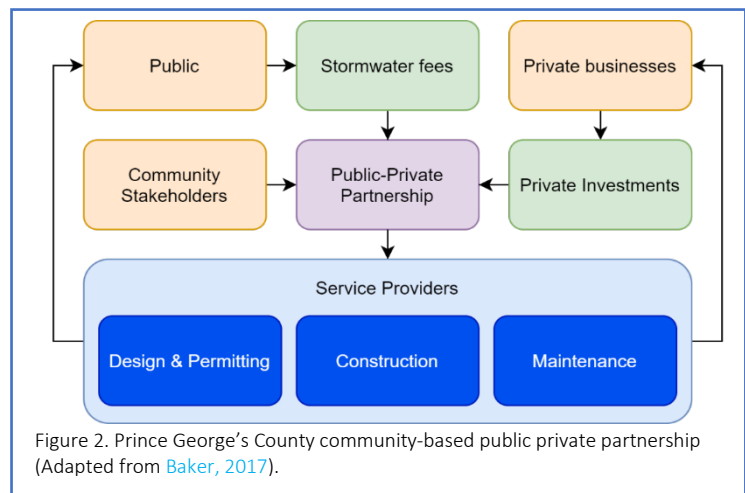 Public
Stormwater fees
Private businesses
Community
Stakeholders
Public-Private
Partnership
Private Investments
Service Providers
Design & Permitting
Construction
Maintenance
Figure 2. Prince George’s County community-based public private partnership
(Adapted from Baker, 2017).